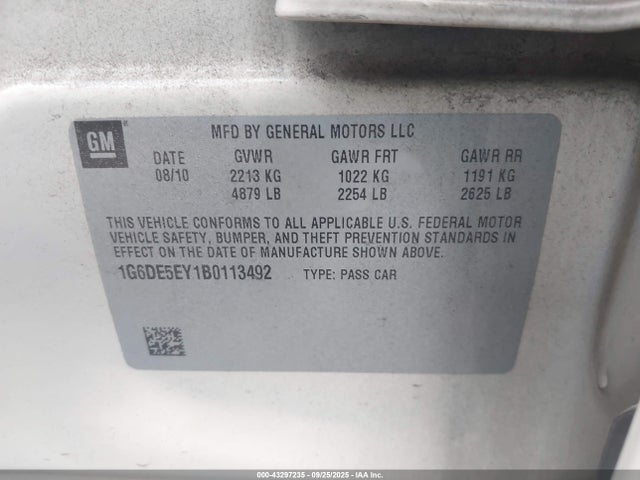 GM
MFD BY GENERAL MOTORS LLC
DATE GVWR GAWR FRT GAWR RR
08/10 2213 KG 1022 KG 1191 KG
4879 LB 2254 LB 2625 LB
THIS VEHICLE CONFORMS TO ALL APPLICABLE U.S. FEDERAL MOTOR
VEHICLE SAFETY, BUMPER, AND THEFT PREVENTION STANDARDS IN
EFFECT ON THE DATE OF MANUFACTURE SHOWN ABOVE.
1G6DE5EY1B0113492 TYPE: PASS CAR
000-43297235 - 09/25/2025 - IAA Inc.